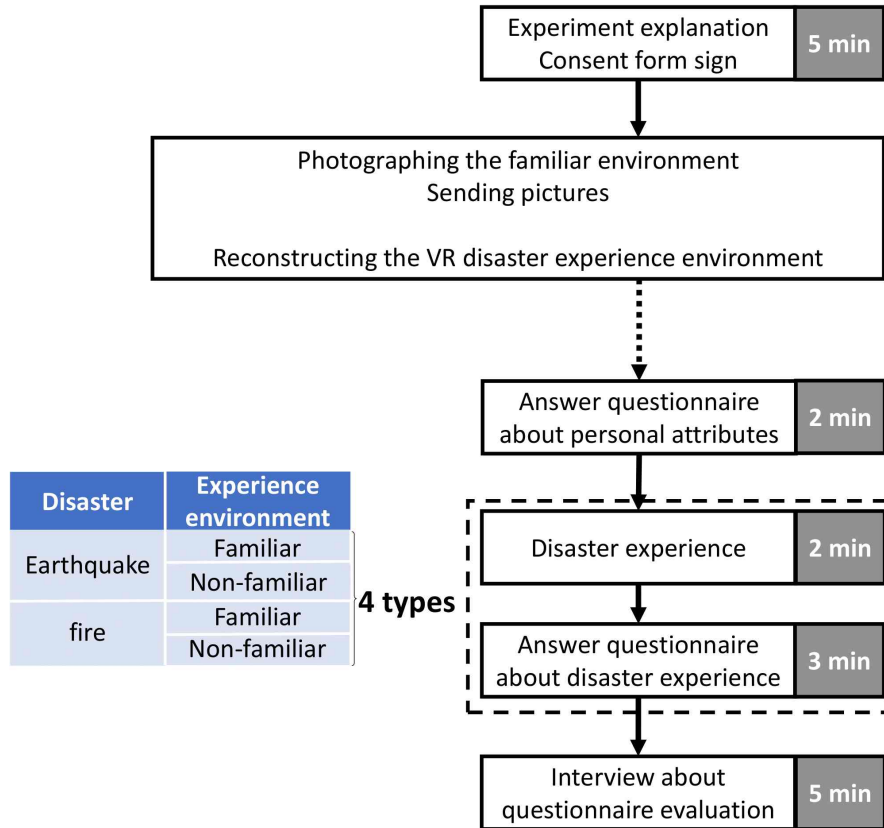 Experiment explanation
Consent form sign
5 min
Photographing the familiar environment
Sending pictures
Reconstructing the VR disaster experience environment
Answer questionnaire
about personal attributes
2 min
Disaster
Experience
environment
Earthquake
Familiar
Non-familiar
fire
Familiar
Non-familiar
4 types
Disaster experience
2 min
Answer questionnaire
about disaster experience
3 min
Interview about
questionnaire evaluation
5 min